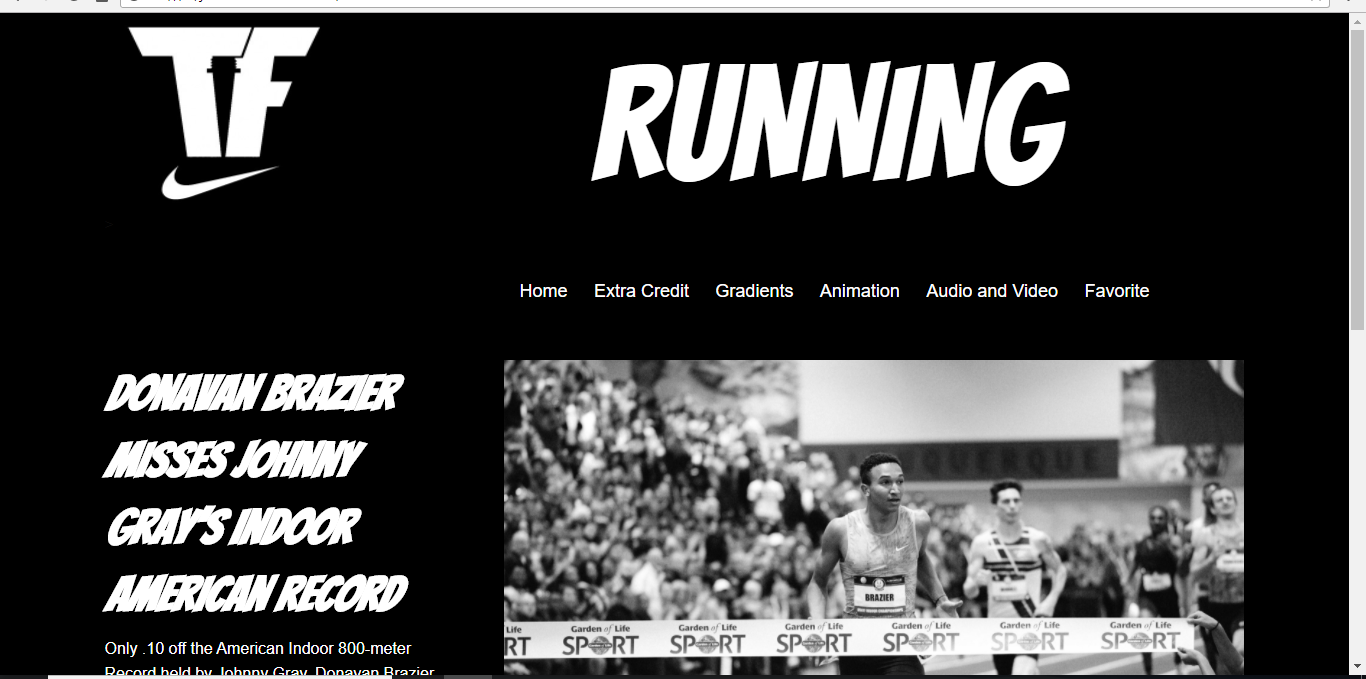 TF
RUNNING
Home Extra Credit Gradients Animation Audio and Video Favorite
DONAVAN BRAZIER
MISSES JOHNNY
GRAY'S INDOOR
AMERICAN RECORD
Only .10 off the American Indoor 800-meter
Record held by Johnny Gray, Donavan Brazier
BRAZIER
Life Garden of Life Garden of Life Garden of Life Garden of Life Garden of Life Garden of Life
RT SPORT SPORT SPORT SPORT SPORT SPORT